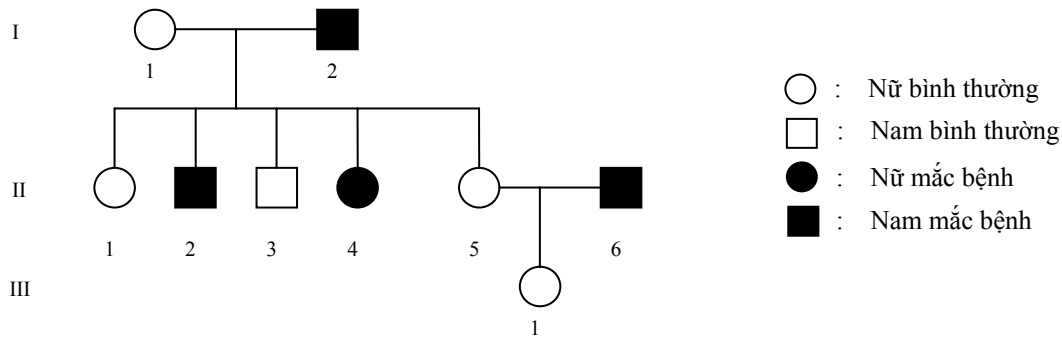 I
1 2
: Nữ bình thường
: Nam bình thường
II
: Nữ mắc bệnh
: Nam mắc bệnh
1 2 3 4 5 6
III
1